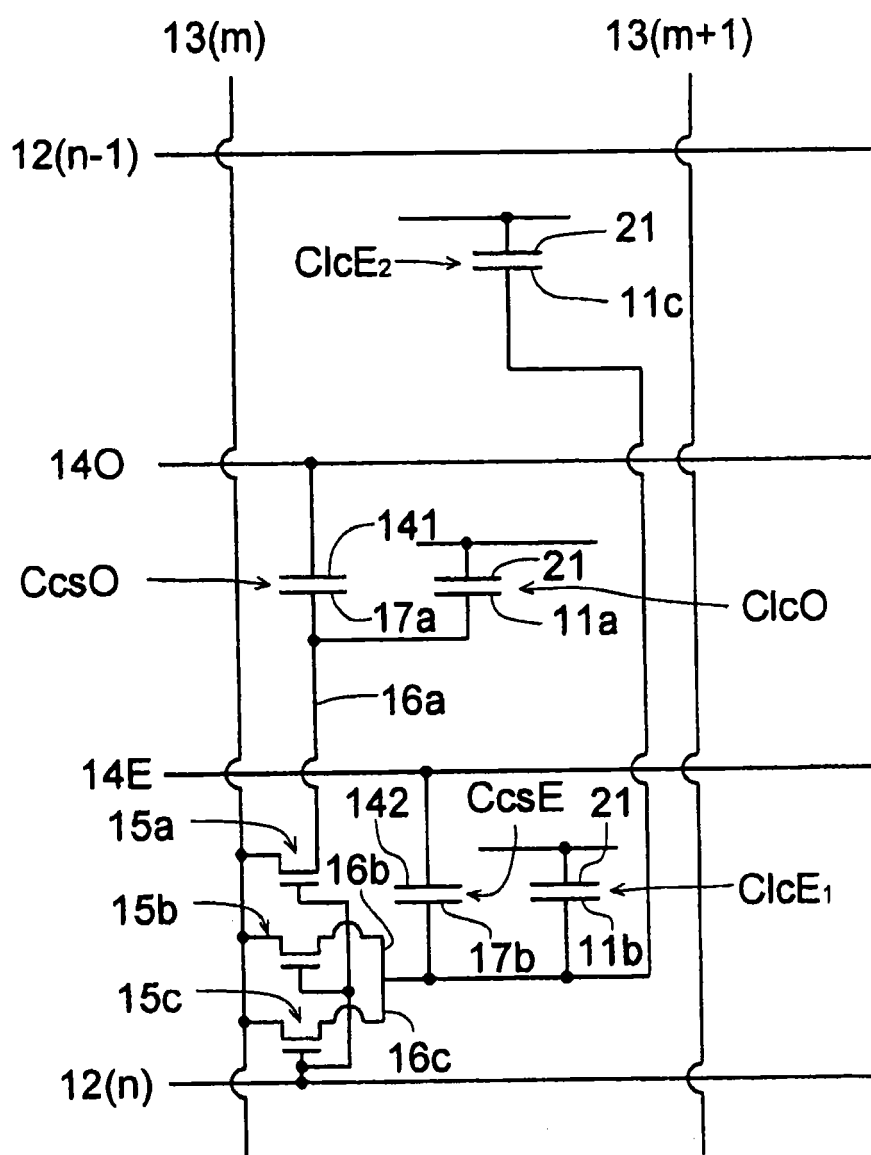 13(m)
13(m+1)
12(n-1)
21
ClcE2
11c
14O
141
21
CcsO
17a
11a
ClcO
16a
14E
142
CcsE
21
15a
16b
ClcE1
15b
17b
11b
15c
16c
12(n)